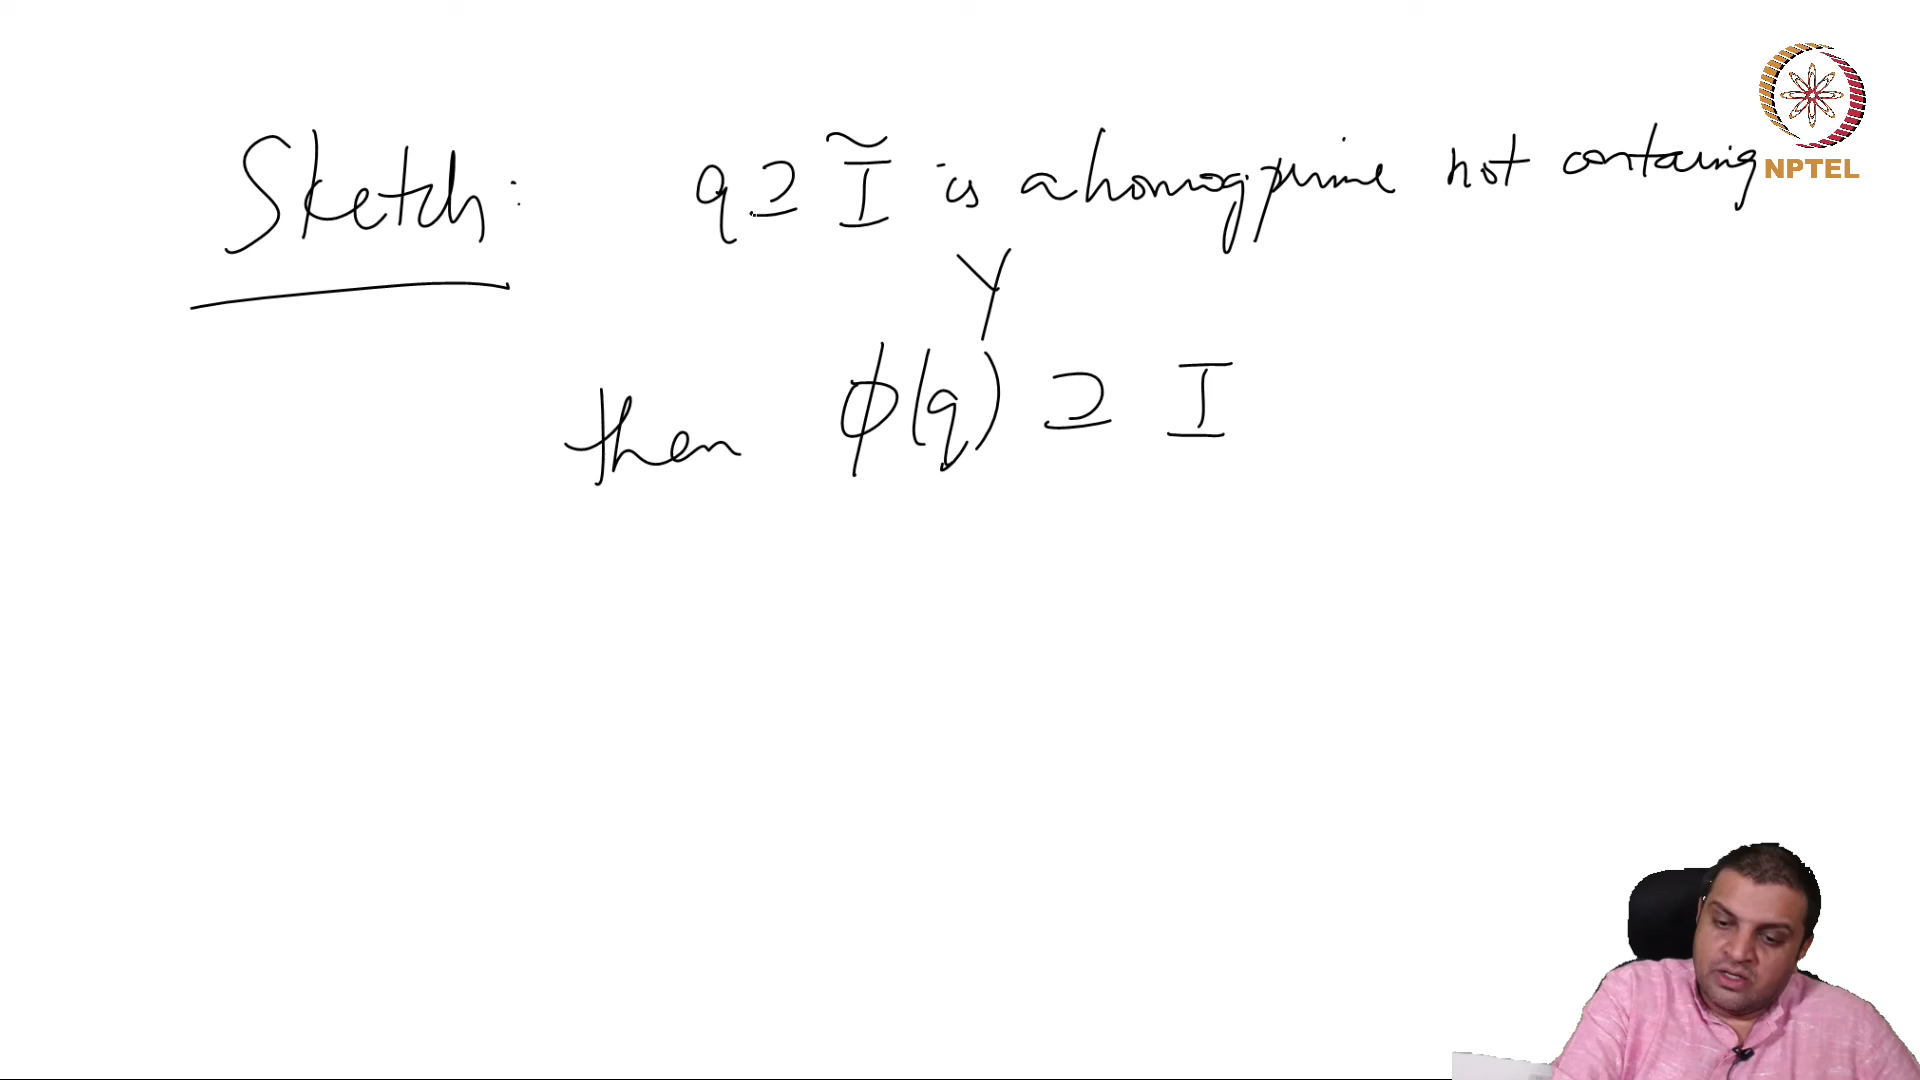 Sketch: q ⊇ Ĩ is a homog prime not containing
Y
then φ(q) ⊇ I
NPTEL